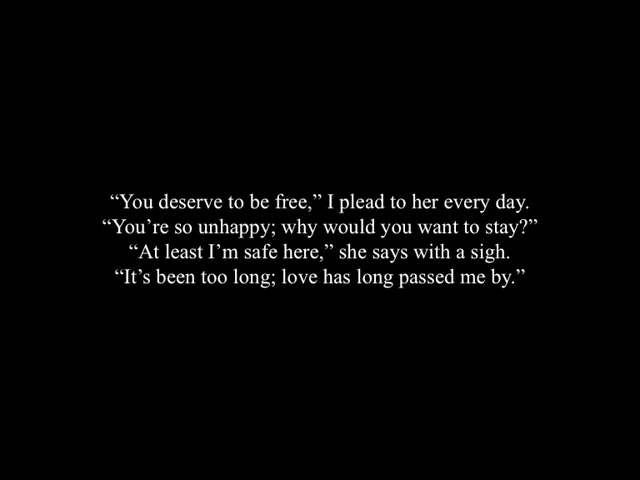 “You deserve to be free,” I plead to her every day.
“You’re so unhappy; why would you want to stay?”
“At least I’m safe here,” she says with a sigh.
“It’s been too long; love has long passed me by.”